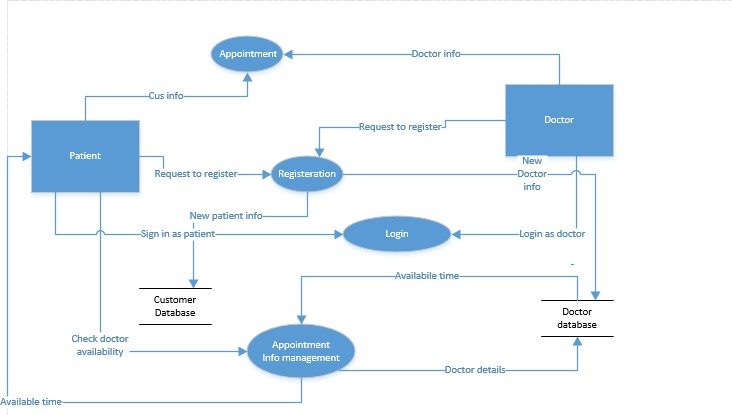 Appointment
Doctor info
Cus info
Doctor
Request to register
Patient
New
Doctor
info
Request to register
Registeration
New patient info
Sign in as patient
Login
Login as doctor
Availabile time
Customer
Database
Doctor
database
Check doctor
availability
Appointment
Info management
Doctor details
Available time